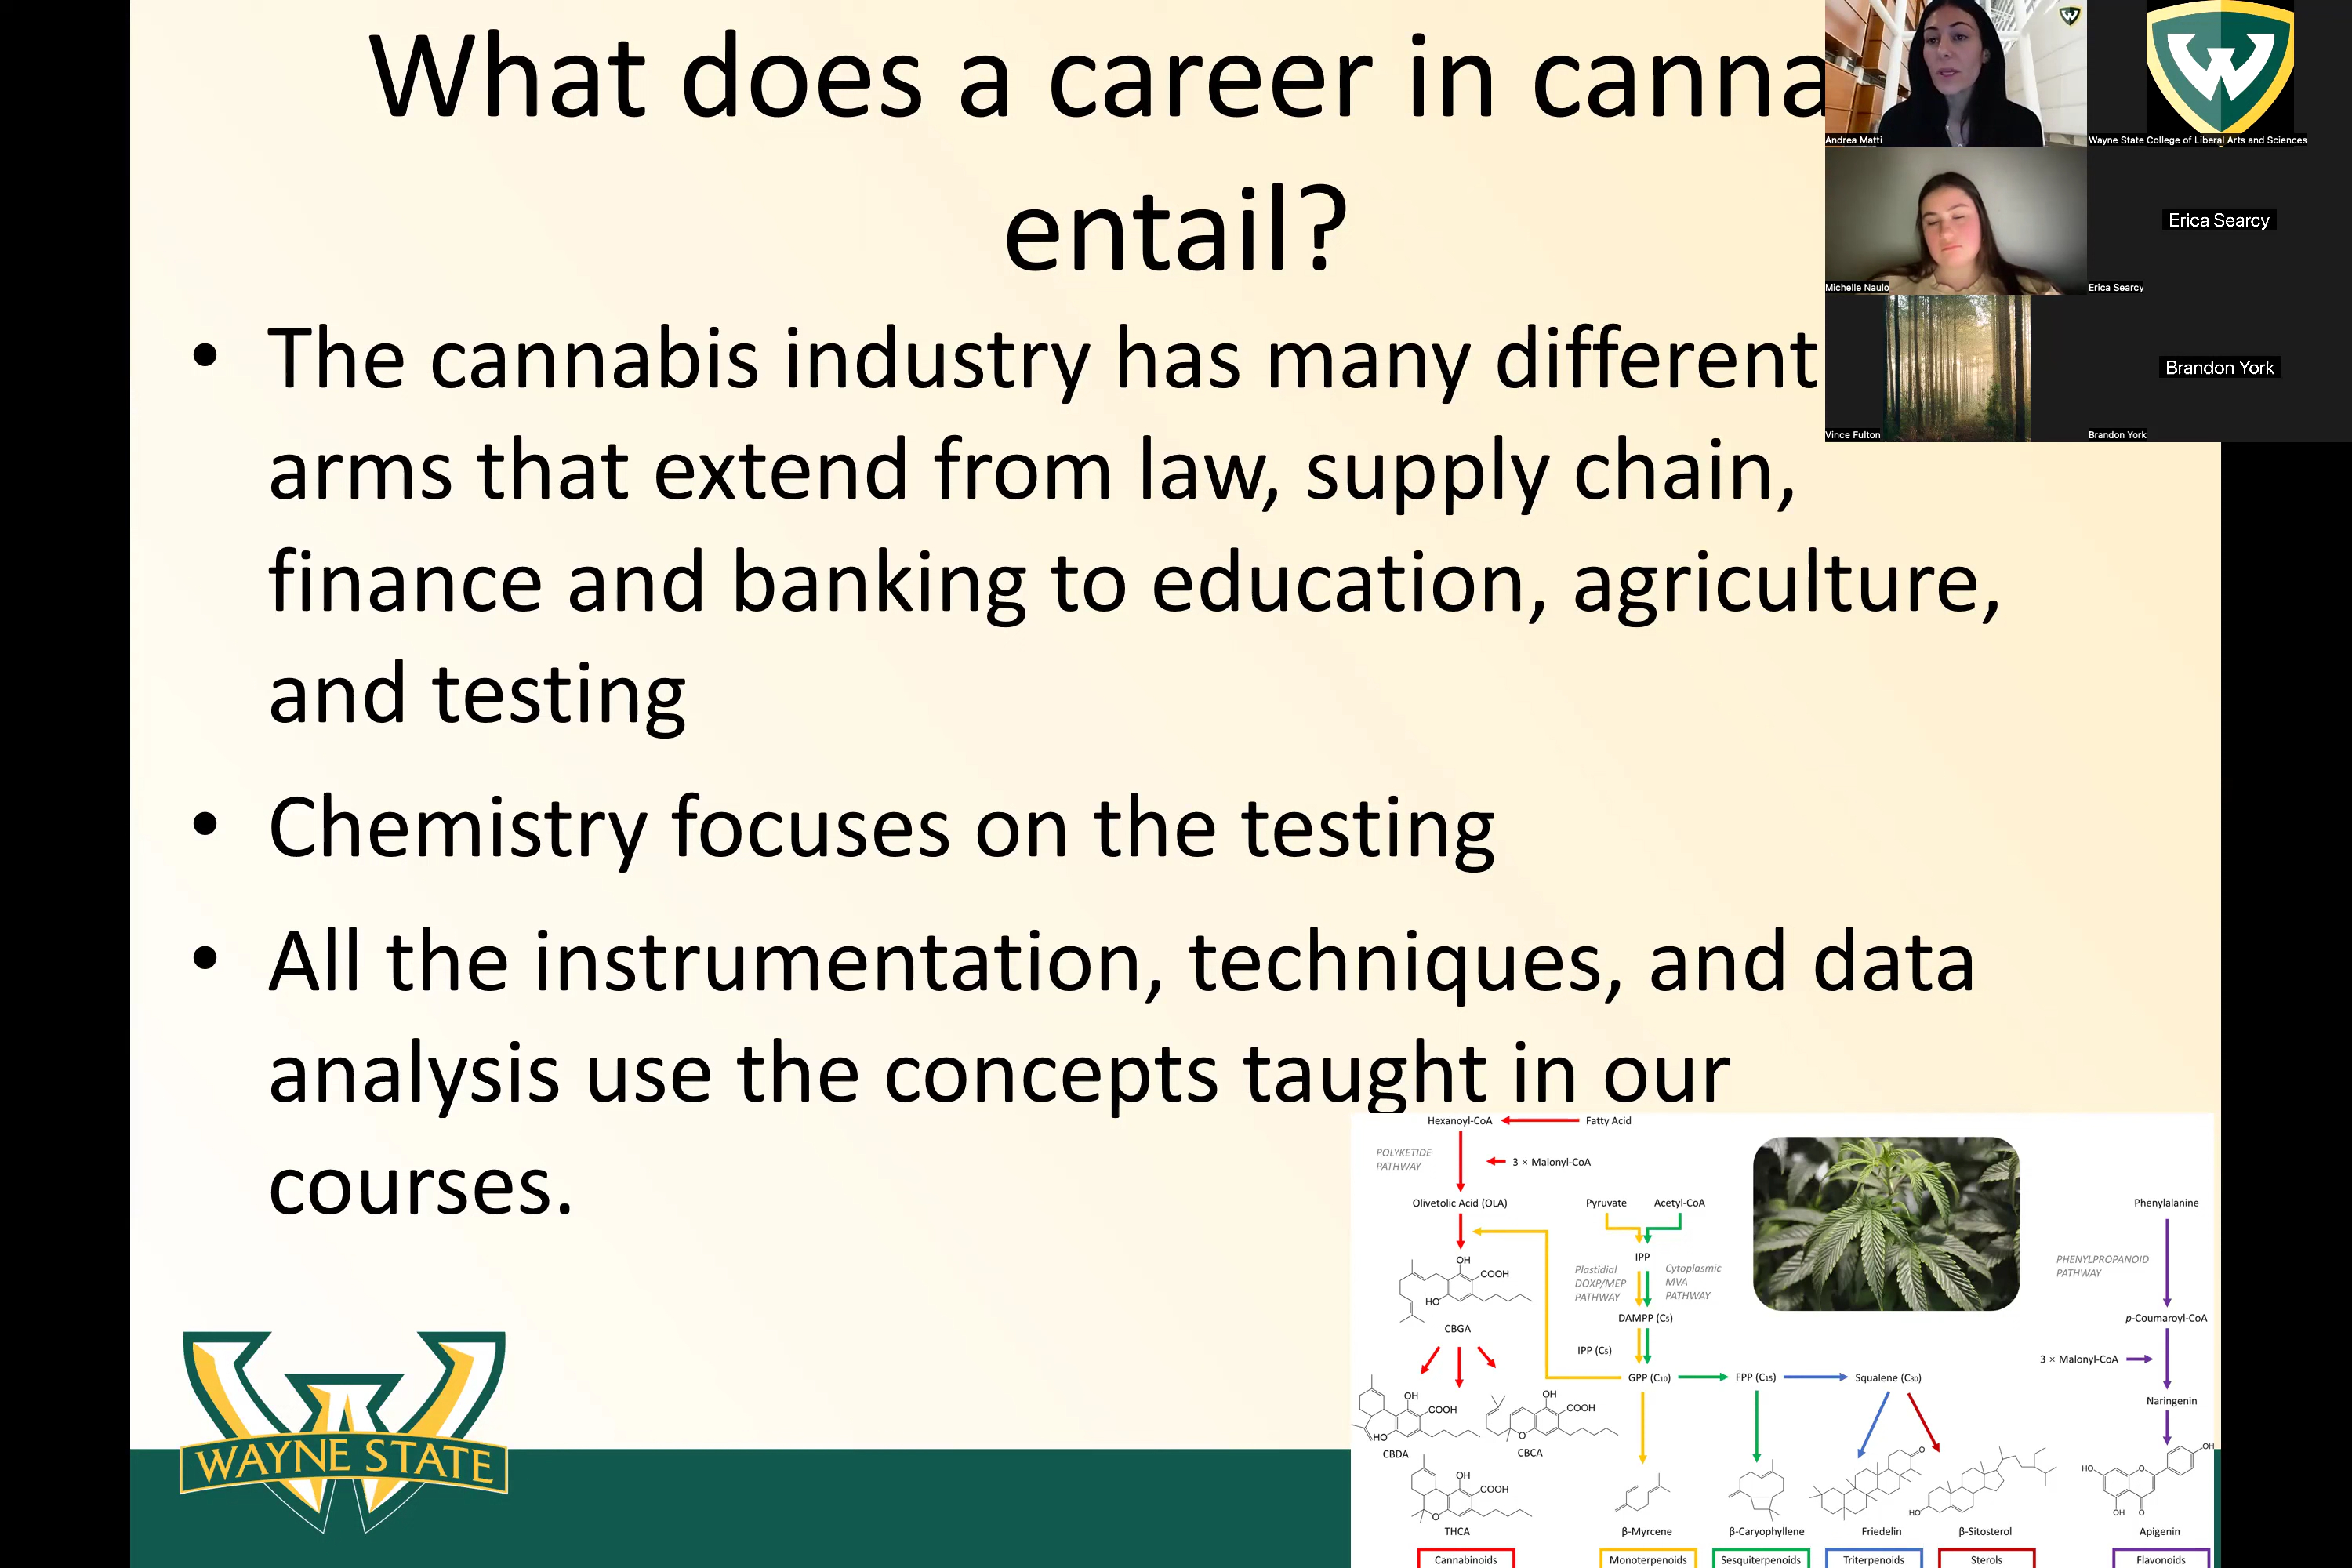 What does a career in canna
entail?
• The cannabis industry has many different
arms that extend from law, supply chain,
finance and banking to education, agriculture,
and testing
• Chemistry focuses on the testing
• All the instrumentation, techniques, and data
analysis use the concepts taught in our
courses.
WAYNE STATE
Andrea Matti
Wayne State College of Liberal Arts and Sciences
Michelle Naulo
Erica Searcy
Erica Searcy
Vince Fulton
Brandon York
Brandon York
Hexanoyl-CoA
Fatty Acid
POLYKETIDE
PATHWAY
3 × Malonyl-CoA
Olivetolic Acid (OLA)
Pyruvate
Acetyl-CoA
Phenylalanine
IPP
Plastidial
DOXP/MEP
PATHWAY
Cytoplasmic
MVA
PATHWAY
PHENYLPROPANOID
PATHWAY
OH
COOH
HO
CBGA
DAMPP (C5)
p-Coumaroyl-CoA
IPP (C5)
3 × Malonyl-CoA
GPP (C10)
FPP (C15)
Squalene (C30)
Naringenin
OH
COOH
HO
CBDA
OH
COOH
O
CBCA
OH
COOH
O
THCA
β-Myrcene
β-Caryophyllene
O
Friedelin
HO
β-Sitosterol
OH
HO
O
OH
O
Apigenin
Cannabinoids
Monoterpenoids
Sesquiterpenoids
Triterpenoids
Sterols
Flavonoids